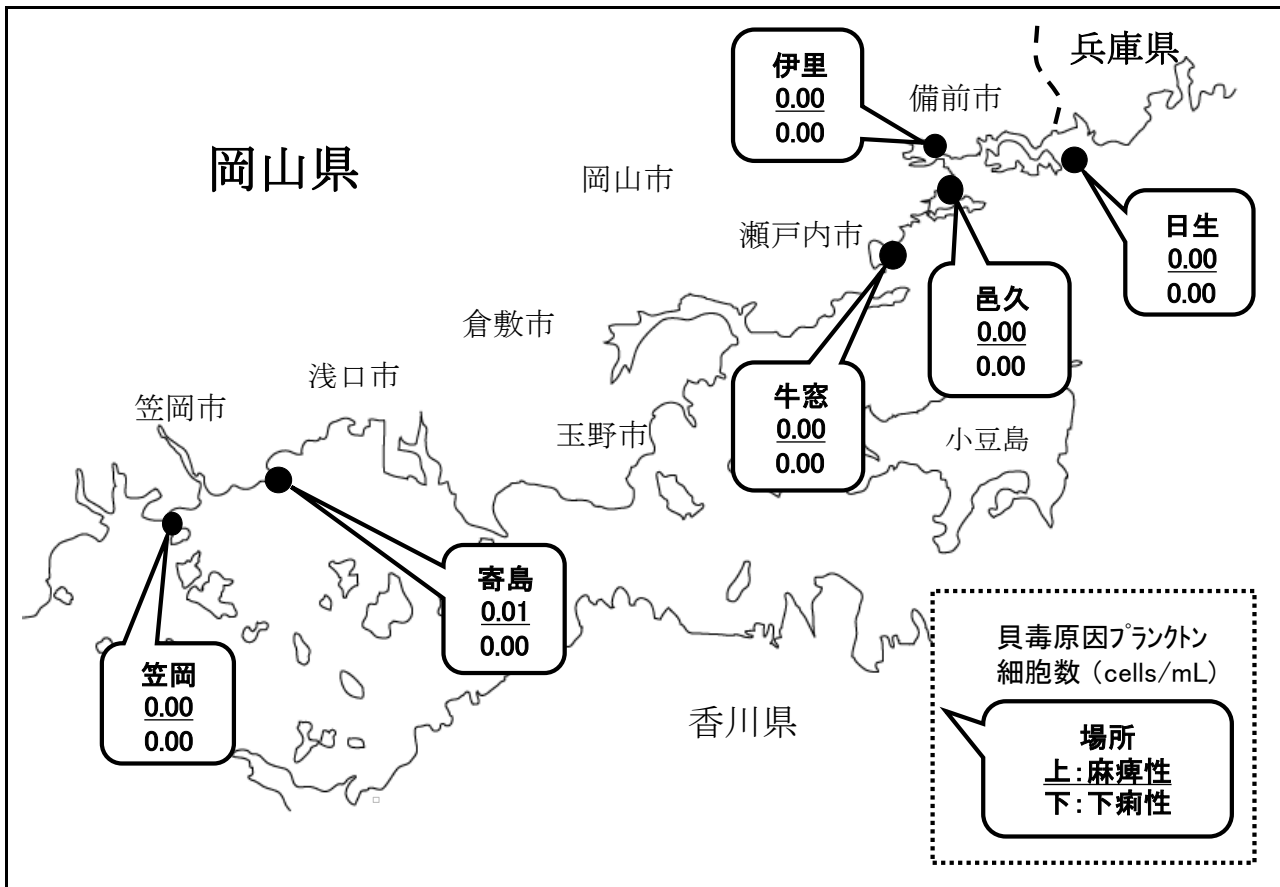 兵庫県
伊里
0.00
0.00
備前市
岡山県
岡山市
日生
0.00
0.00
瀬戸内市
邑久
0.00
0.00
倉敷市
浅口市
牛窓
0.00
0.00
笠岡市
玉野市
小豆島
寄島
0.01
0.00
笠岡
0.00
0.00
香川県
貝毒原因プランクトン
細胞数 (cells/mL)
場所
上:麻痺性
下:下痢性